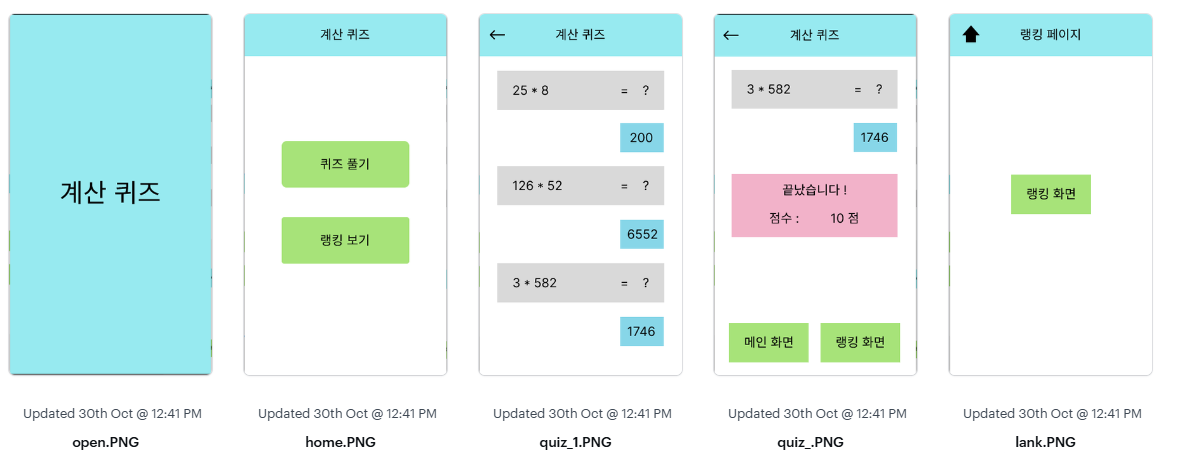 계산 퀴즈
계산 퀴즈
퀴즈 풀기
랭킹 보기
← 계산 퀴즈
25 * 8 = ?
200
126 * 52 = ?
6552
3 * 582 = ?
1746
← 계산 퀴즈
3 * 582 = ?
1746
끝났습니다 !
점수 : 10 점
메인 화면 랭킹 화면
랭킹 페이지
랭킹 화면
Updated 30th Oct @ 12:41 PM
open.PNG
Updated 30th Oct @ 12:41 PM
home.PNG
Updated 30th Oct @ 12:41 PM
quiz_1.PNG
Updated 30th Oct @ 12:41 PM
quiz_.PNG
Updated 30th Oct @ 12:41 PM
lank.PNG